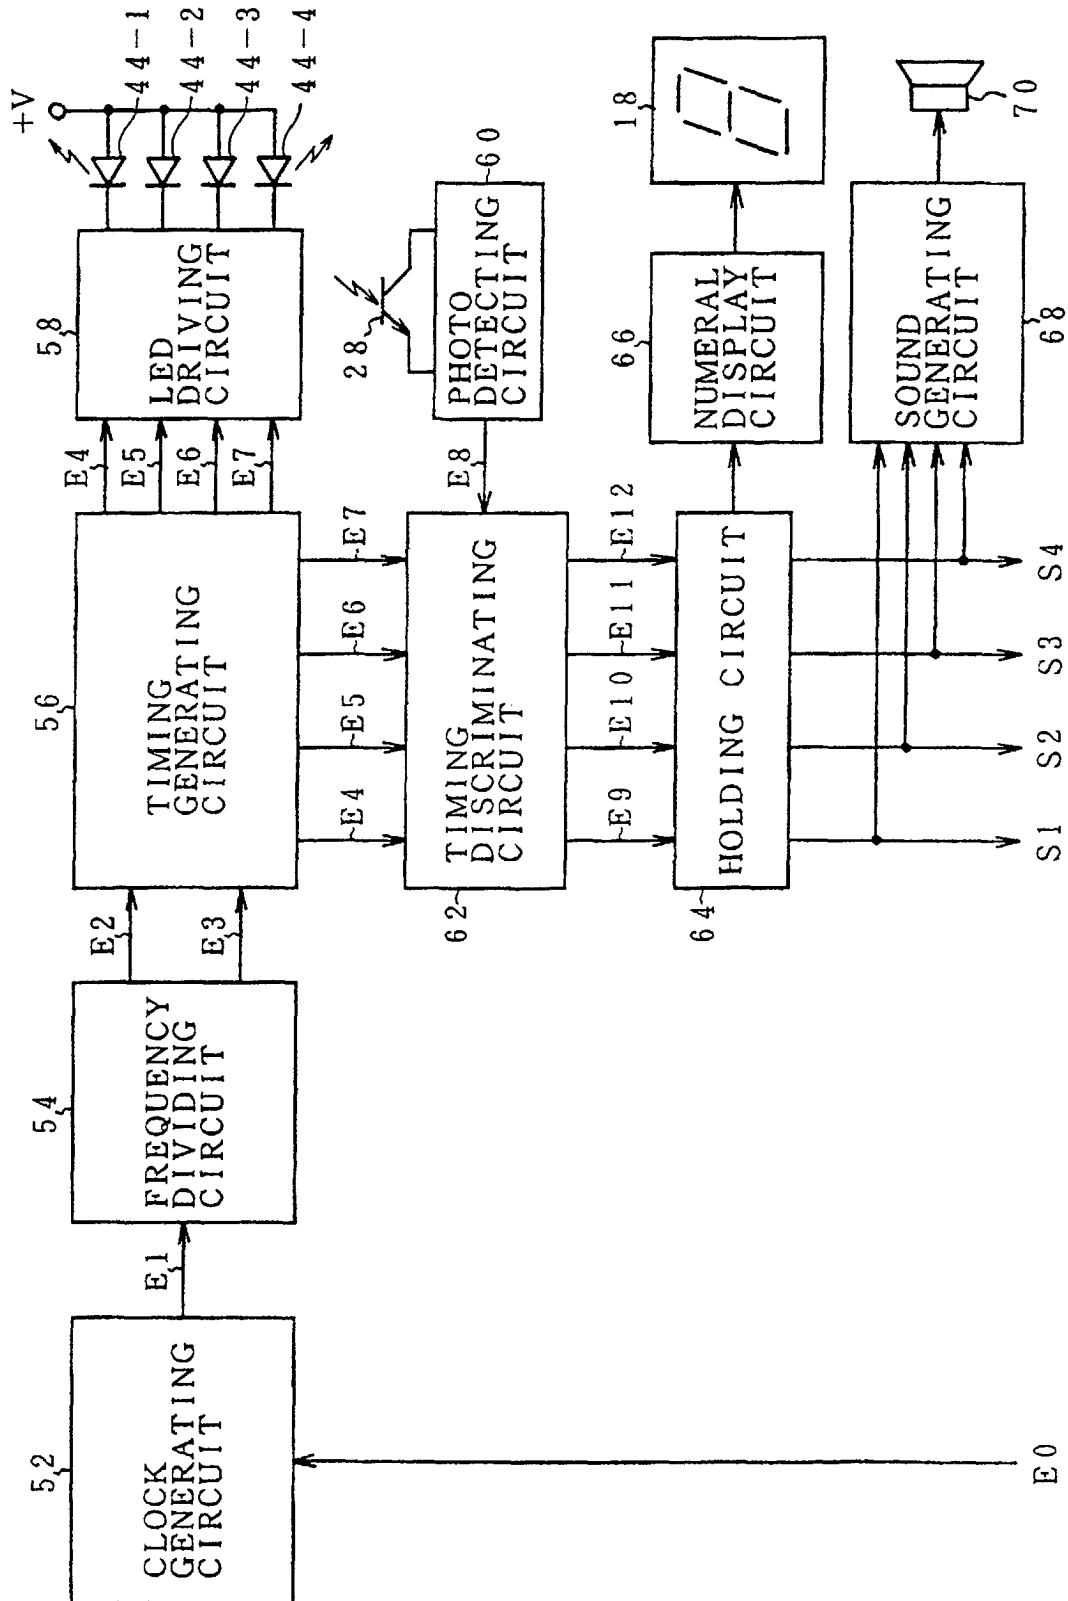 52
CLOCK
GENERATING
CIRCUIT
E0
E1
54
FREQUENCY
DIVIDING
CIRCUIT
E2
E3
56
TIMING
GENERATING
CIRCUIT
E4
E5
E6
E7
58
LED
DRIVING
CIRCUIT
+V
44-1
44-2
44-3
44-4
E4
E5
E6
E7
28
PHOTO
DETECTING
CIRCUIT
60
E8
62
TIMING
DISCRIMINATING
CIRCUIT
E9
E10
E11
E12
64
HOLDING CIRCUIT
66
NUMERAL
DISPLAY
CIRCUIT
18
SOUND
GENERATING
CIRCUIT
68
70
S1
S2
S3
S4